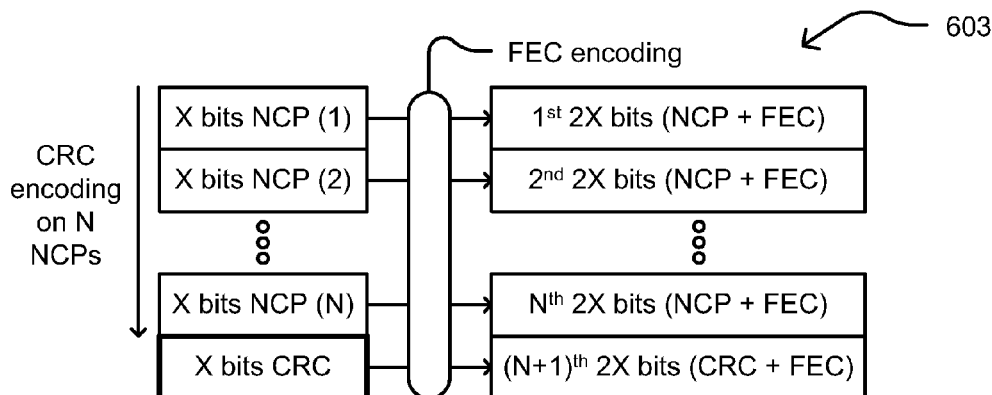 603
FEC encoding
CRC
encoding
on N
NCPs
X bits NCP (1)
1st 2X bits (NCP + FEC)
X bits NCP (2)
2nd 2X bits (NCP + FEC)
X bits NCP (N)
Nth 2X bits (NCP + FEC)
X bits CRC
(N+1)th 2X bits (CRC + FEC)